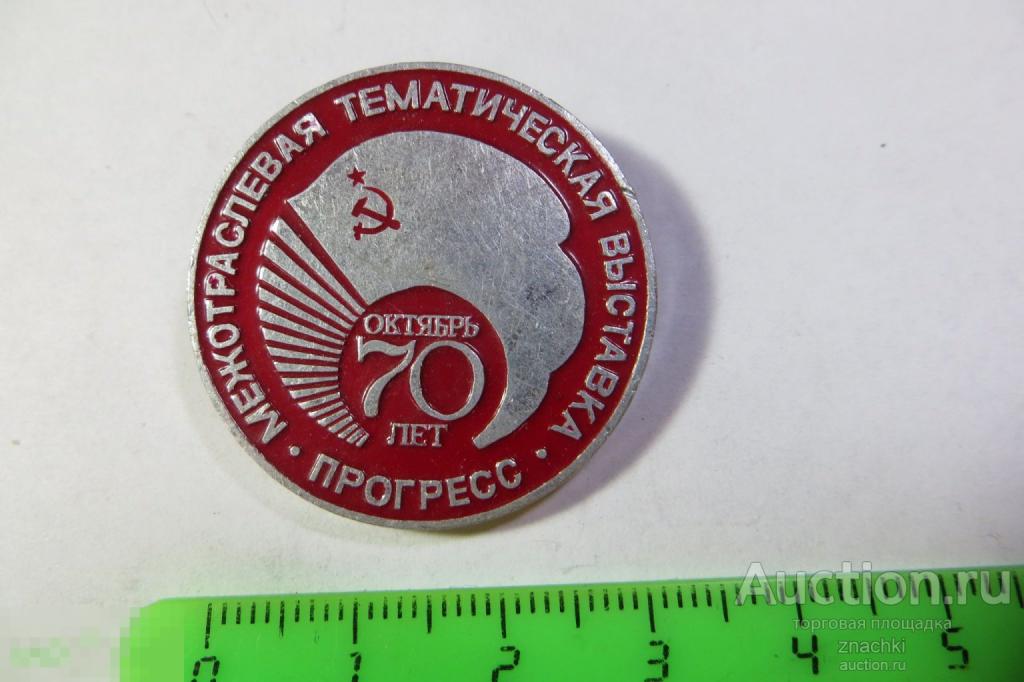 МЕЖОТРАСЛЕВАЯ ТЕМАТИЧЕСКАЯ ВЫСТАВКА
· ПРОГРЕСС ·
ОКТЯБРЬ
70
ЛЕТ
0 1 2 3 4 5
Auction.ru
торговая площадка
znachki
auction.ru